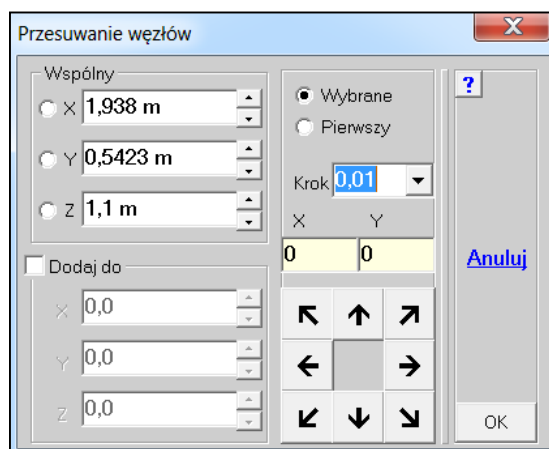 Przesuwanie węzłów
Wspólny
X 1,938 m
Y 0,5423 m
Z 1,1 m
Dodaj do
X 0,0
Y 0,0
Z 0,0
Wybrane
Pierwszy
Krok 0,01
X Y
0 0
?
Anuluj
OK